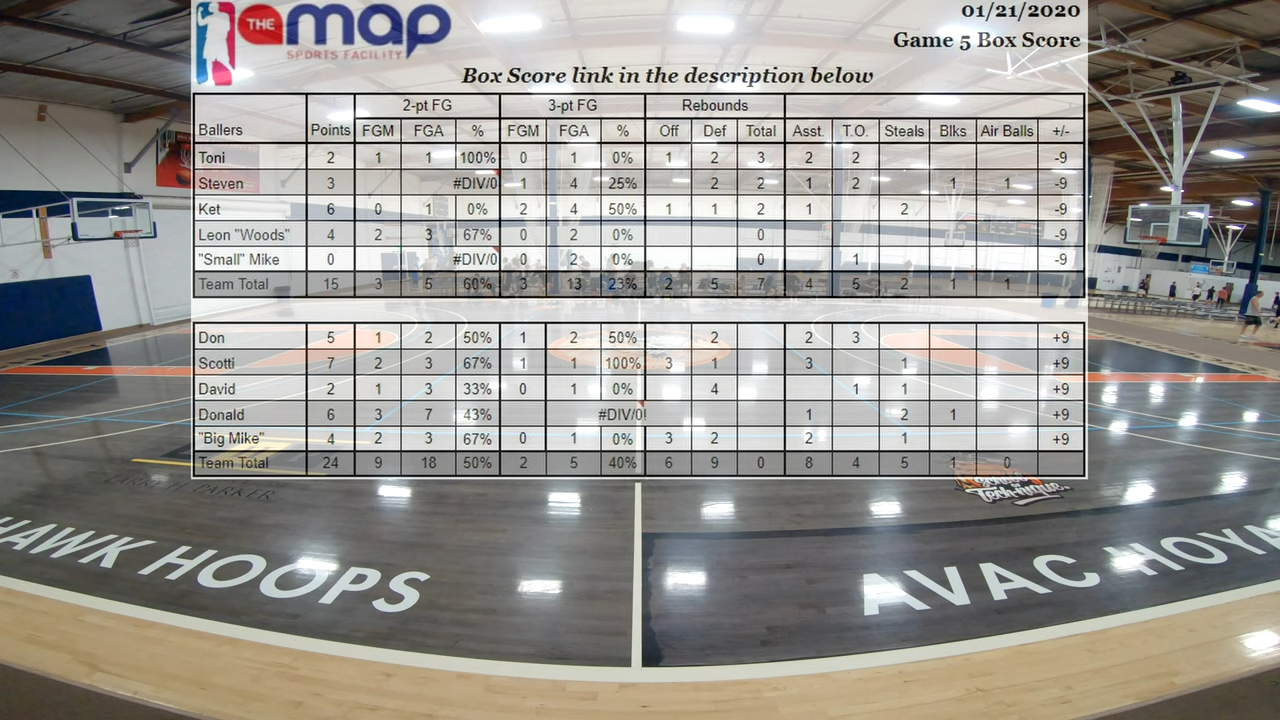 THE map
SPORTS FACILITY
01/21/2020
Game 5 Box Score
Box Score link in the description below
2-pt FG 3-pt FG Rebounds
Ballers Points FGM FGA % FGM FGA % Off Def Total Asst. T.O. Steals Blks Air Balls +/-
Toni 2 1 1 100% 0 1 0% 1 2 3 2 2 -9
Steven 3 #DIV/0 1 4 25% 2 2 1 2 1 1 -9
Ket 6 0 1 0% 2 4 50% 1 1 2 1 2 -9
Leon "Woods" 4 2 3 67% 0 2 0% 0 -9
"Small" Mike 0 #DIV/0 0 2 0% 0 1 -9
Team Total 15 3 5 60% 3 13 23% 2 5 7 4 5 2 1 1
Don 5 1 2 50% 1 2 50% 2 2 3 +9
Scotti 7 2 3 67% 1 1 100% 3 1 3 1 +9
David 2 1 3 33% 0 1 0% 4 1 1 +9
Donald 6 3 7 43% #DIV/0! 1 2 1 +9
"Big Mike" 4 2 3 67% 0 1 0% 3 2 2 1 +9
Team Total 24 9 18 50% 2 5 40% 6 9 0 8 4 5 1 0
HAWK HOOPS
AVAC HOYA